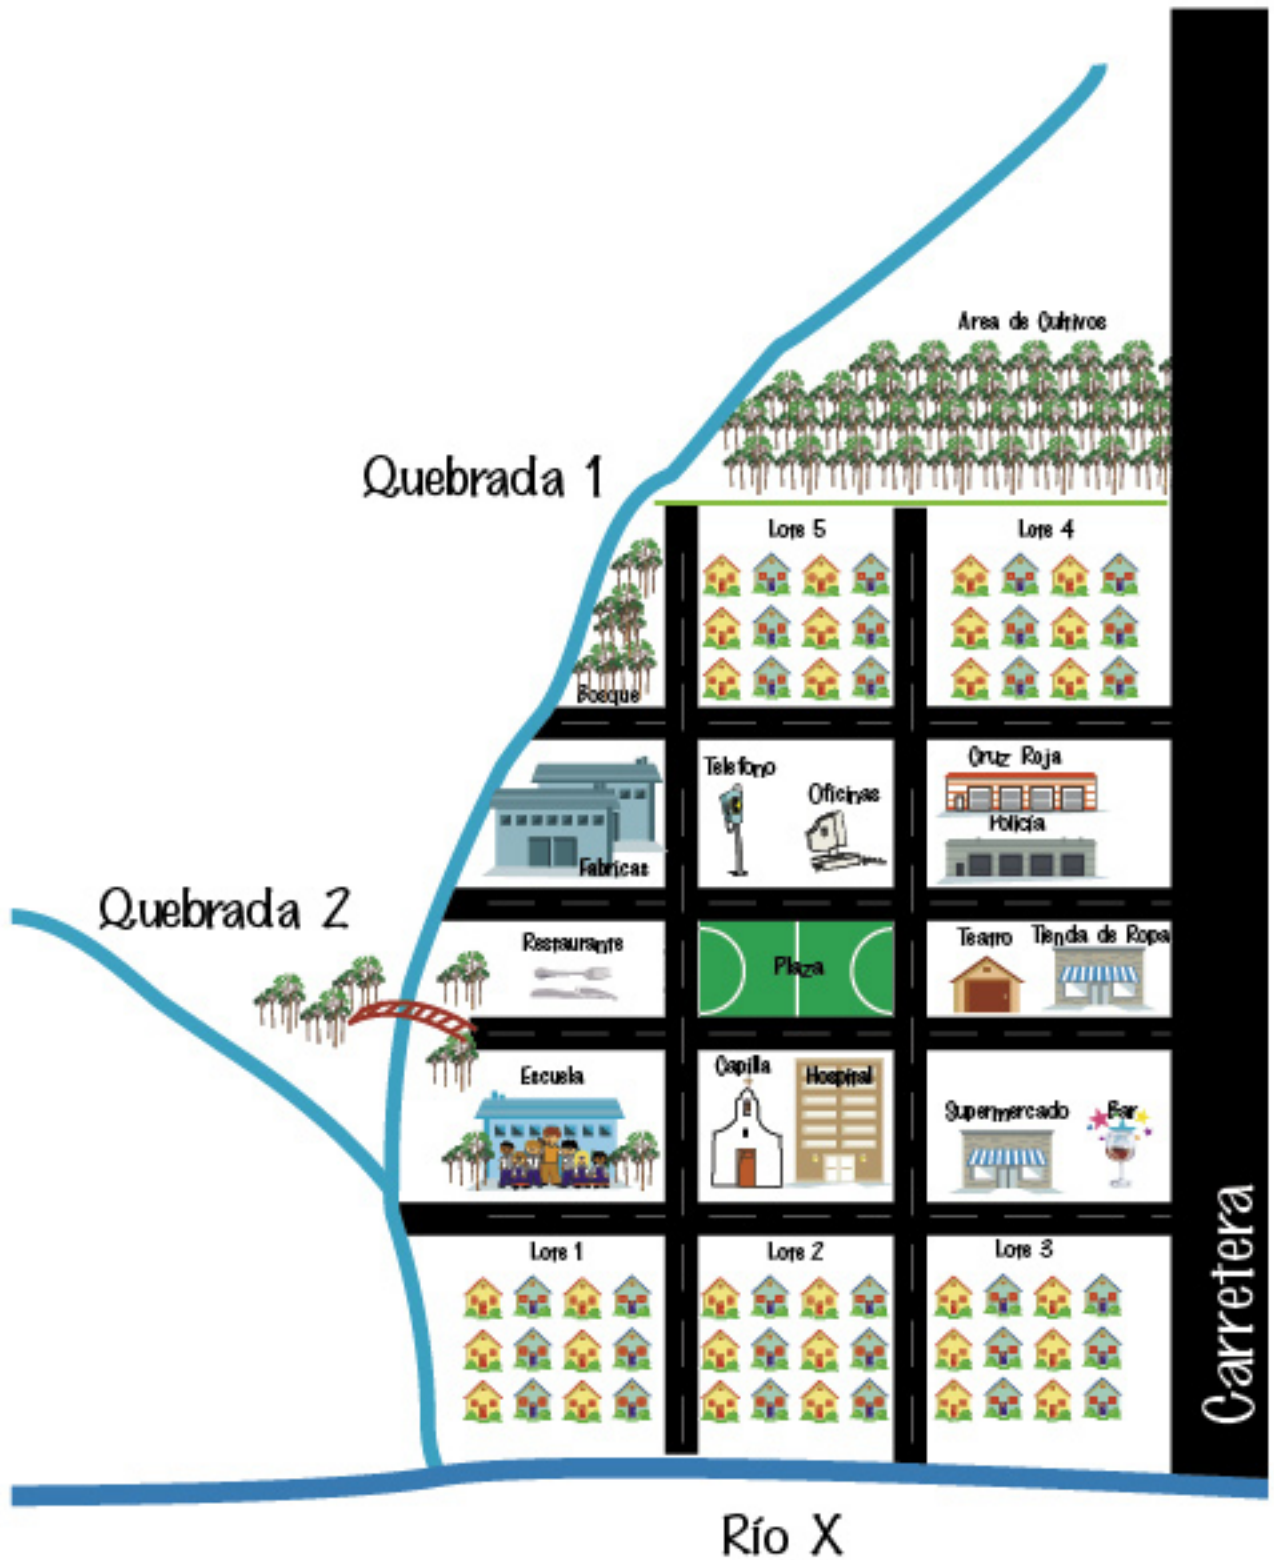 Area de Cultivos
Quebrada 1
Lote 5
Lote 4
Bosque
Telefono
Oficinas
Cruz Roja
Policía
Fabricas
Quebrada 2
Restaurante
Plaza
Teatro
Tienda de Ropa
Escuela
Capilla
Hospital
Supermercado
Bar
Lote 1
Lote 2
Lote 3
Carretera
Río X